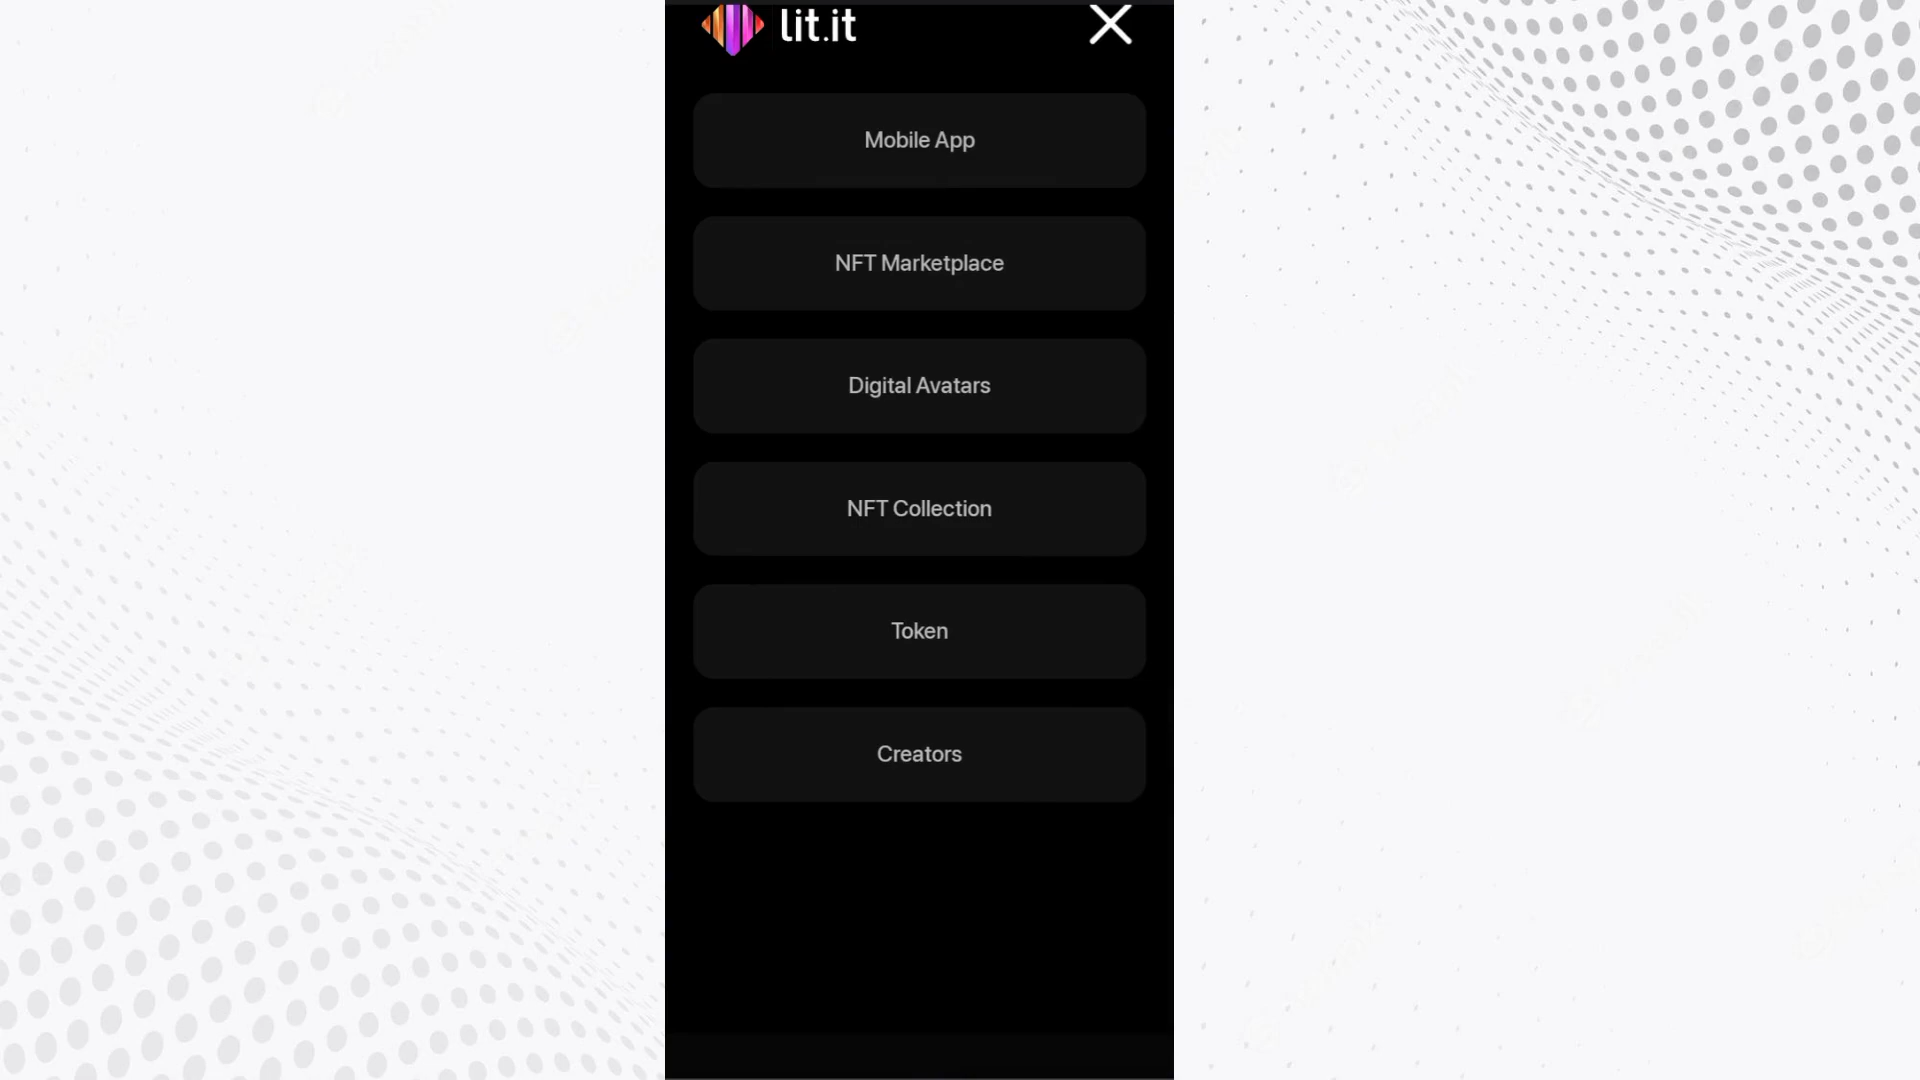 lit.it
Mobile App
NFT Marketplace
Digital Avatars
NFT Collection
Token
Creators